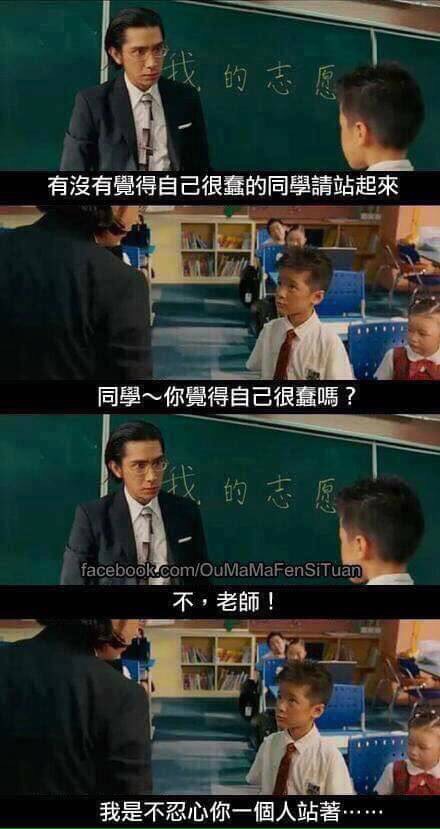 我的志愿
有沒有覺得自己很蠢的同學請站起來
同學～你覺得自己很蠢嗎？
我的志愿
facebook.com/OuMaMaFenSiTuan
不，老師！
我是不忍心你一個人站著⋯⋯